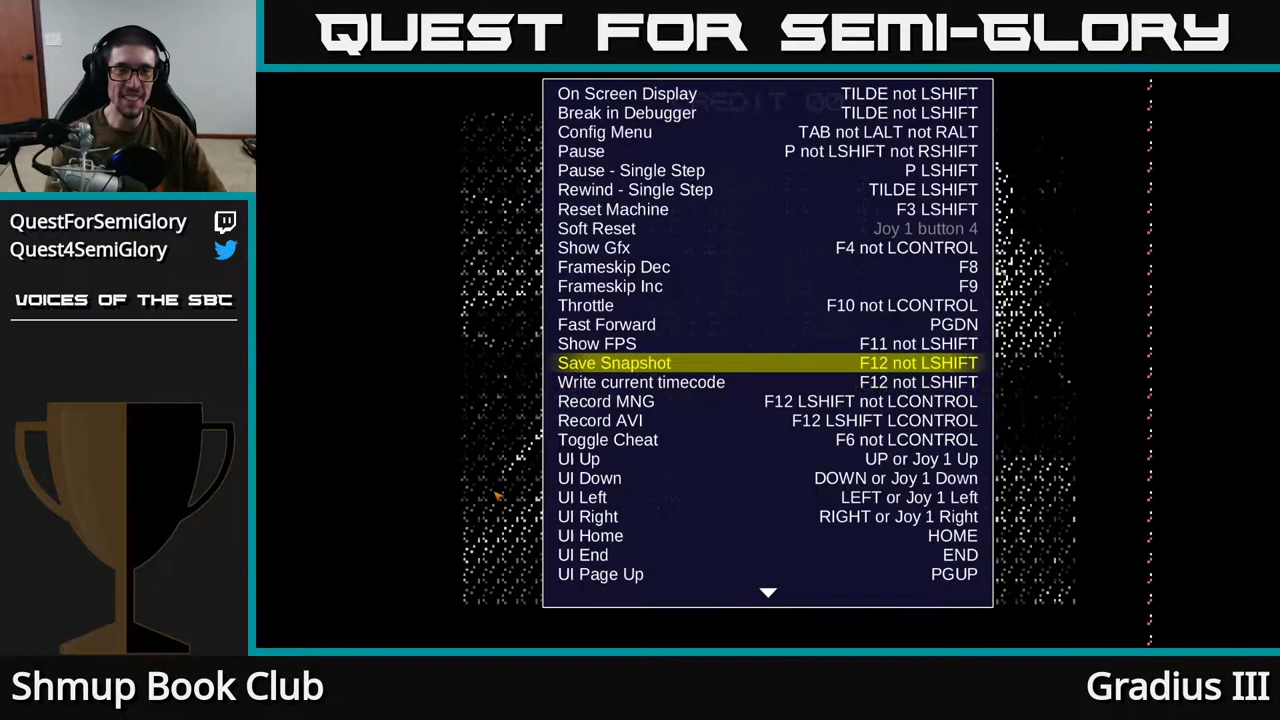 QUEST FOR SEMI-GLORY
QuestForSemiGlory
Quest4SemiGlory
VOICES OF THE SBC
On Screen Display TILDE not LSHIFT
Break in Debugger TILDE not LSHIFT
Config Menu TAB not LALT not RALT
Pause P not LSHIFT not RSHIFT
Pause - Single Step P LSHIFT
Rewind - Single Step TILDE LSHIFT
Reset Machine F3 LSHIFT
Soft Reset Joy 1 button 4
Show Gfx F4 not LCONTROL
Frameskip Dec F8
Frameskip Inc F9
Throttle F10 not LCONTROL
Fast Forward PGDN
Show FPS F11 not LSHIFT
Save Snapshot F12 not LSHIFT
Write current timecode F12 not LSHIFT
Record MNG F12 LSHIFT not LCONTROL
Record AVI F12 LSHIFT LCONTROL
Toggle Cheat F6 not LCONTROL
UI Up UP or Joy 1 Up
UI Down DOWN or Joy 1 Down
UI Left LEFT or Joy 1 Left
UI Right RIGHT or Joy 1 Right
UI Home HOME
UI End END
UI Page Up PGUP
Shmup Book Club
Gradius III